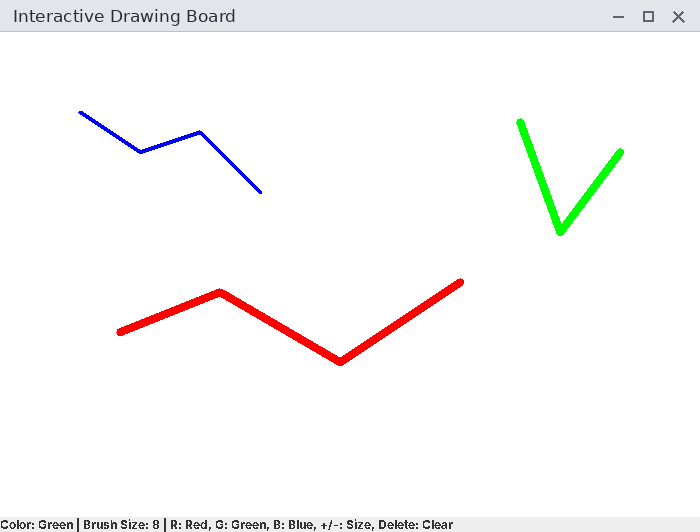 Interactive Drawing Board
Color: Green | Brush Size: 8 | R: Red, G: Green, B: Blue, +/-: Size, Delete: Clear